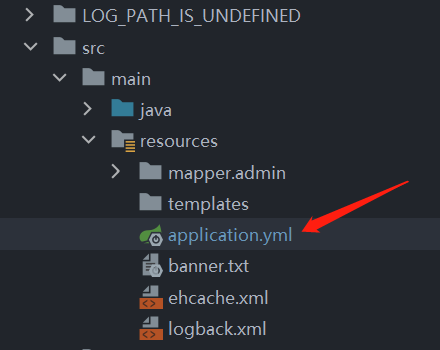 LOG_PATH_IS_UNDEFINED
src
main
java
resources
mapper.admin
templates
application.yml
banner.txt
ehcache.xml
logback.xml